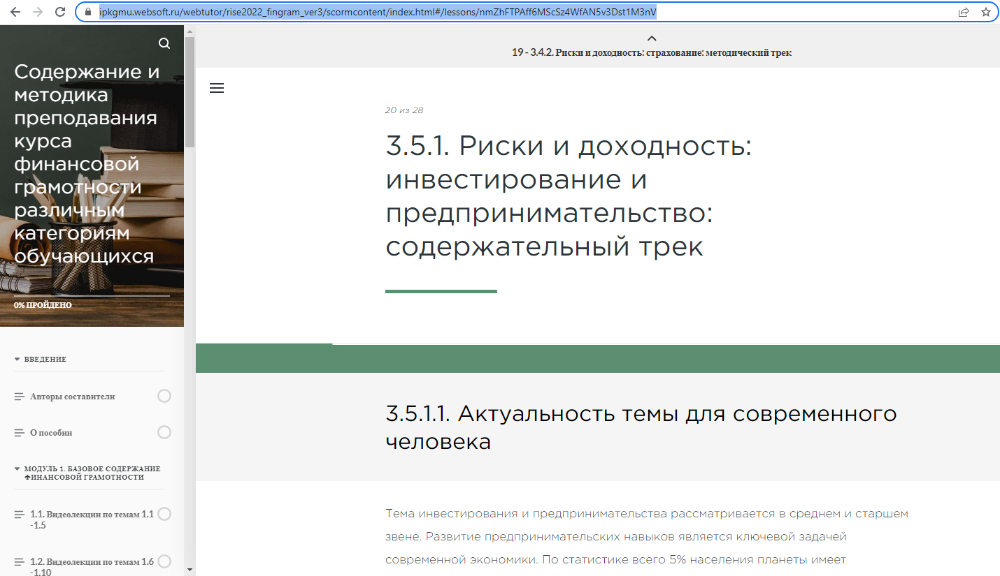 ipkgmu.websoft.ru/webtutor/rise2022_fingram_ver3/scormcontent/index.html#/lessons/nmZhFTPAff6MScSz4WfAN5v3Dst1M3nV
Содержание и
методика
преподавания
курса
финансовой
грамотности
различным
категориям
обучающихся
0% ПРОЙДЕНО
ВВЕДЕНИЕ
Авторы составители
О пособии
МОДУЛЬ 1. БАЗОВОЕ СОДЕРЖАНИЕ
ФИНАНСОВОЙ ГРАМОТНОСТИ
1.1. Видеолекции по темам 1.1
-1.5
1.2. Видеолекции по темам 1.6
-1.10
19 - 3.4.2. Риски и доходность: страхование: методический трек
20 из 28
3.5.1. Риски и доходность:
инвестирование и
предпринимательство:
содержательный трек
3.5.1.1. Актуальность темы для современного
человека
Тема инвестирования и предпринимательства рассматривается в среднем и старшем
звене. Развитие предпринимательских навыков является ключевой задачей
современной экономики. По статистике всего 5% населения планеты имеет